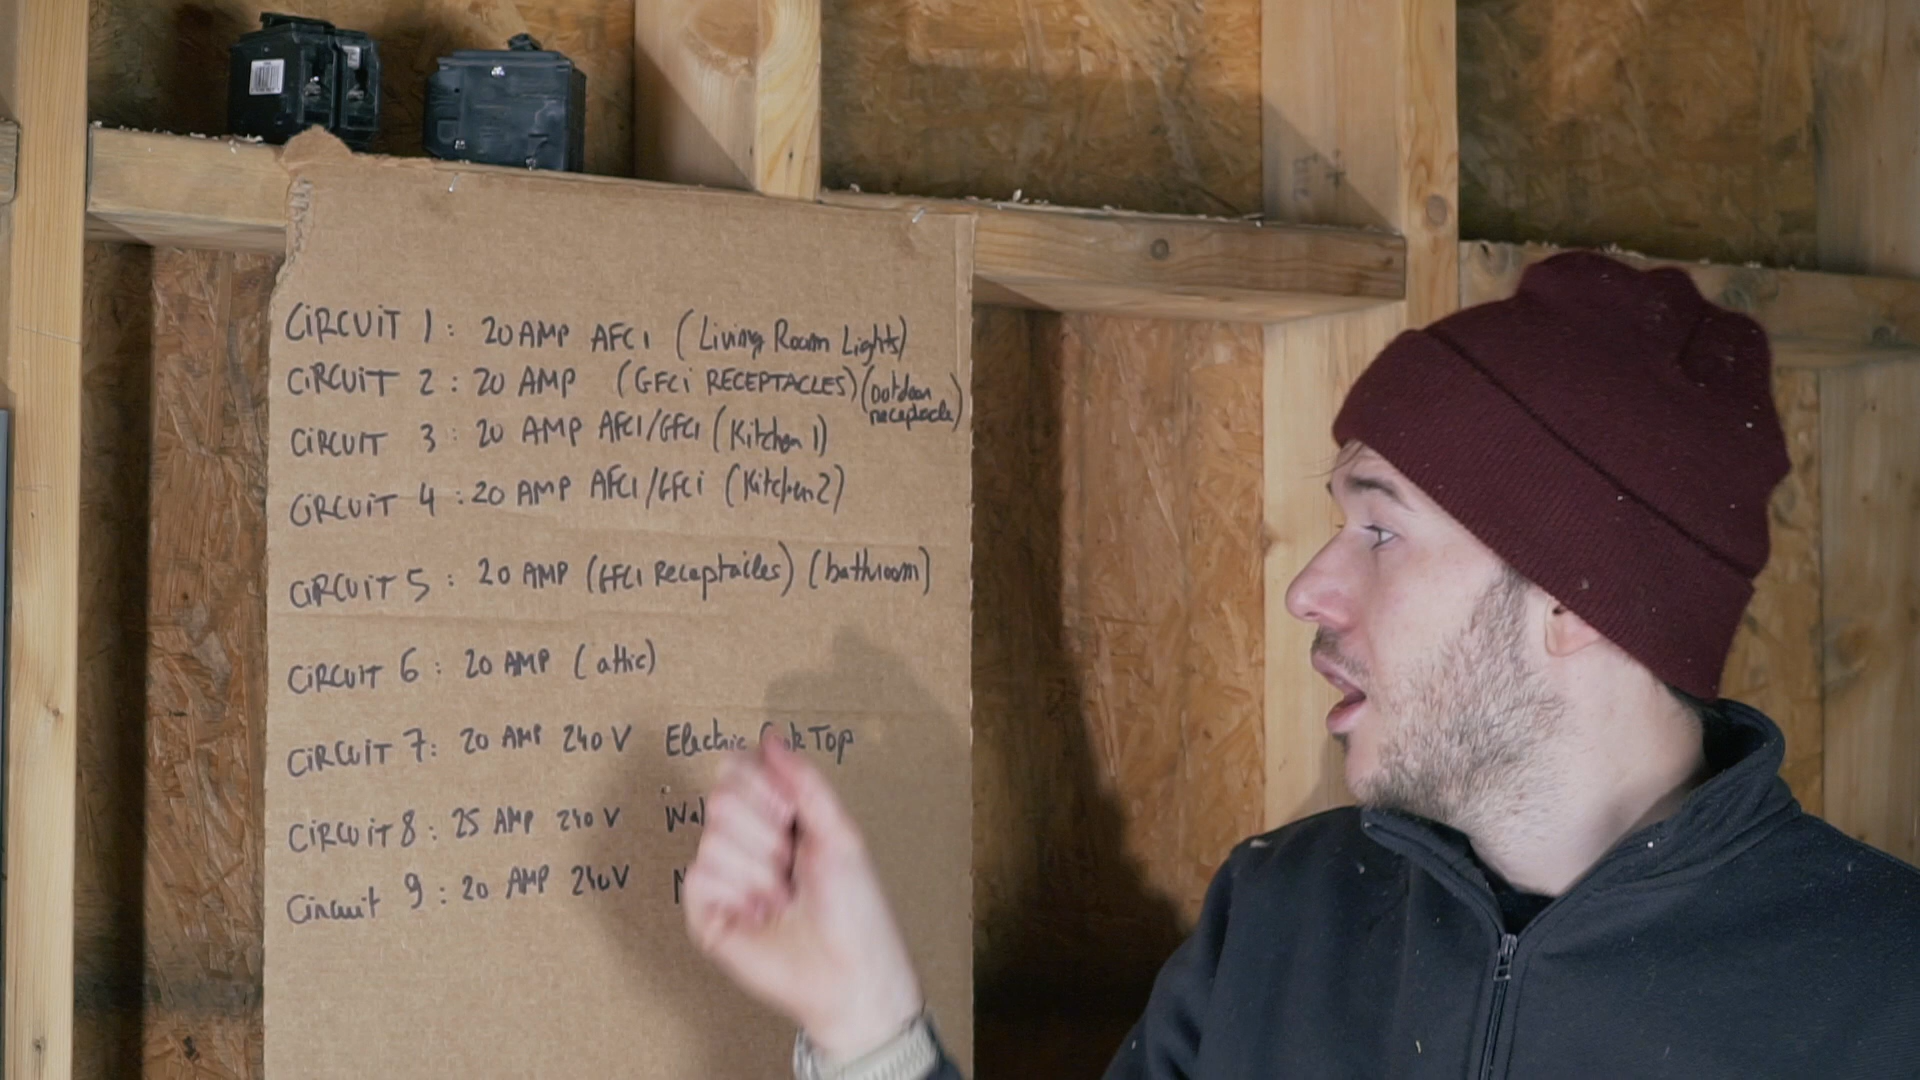 CIRCUIT 1 : 20 AMP AFCI (Living Room Lights)
CIRCUIT 2 : 20 AMP (GFCI RECEPTACLES) (outdoor receptacle)
CIRCUIT 3 : 20 AMP AFCI/GFCI (Kitchen 1)
CIRCUIT 4 : 20 AMP AFCI/GFCI (Kitchen 2)
CIRCUIT 5 : 20 AMP (GFCI Receptacles) (bathroom)
CIRCUIT 6 : 20 AMP (attic)
CIRCUIT 7 : 20 AMP 240 V Electric Top
CIRCUIT 8 : 25 AMP 240 V
Circuit 9 : 20 AMP 240V